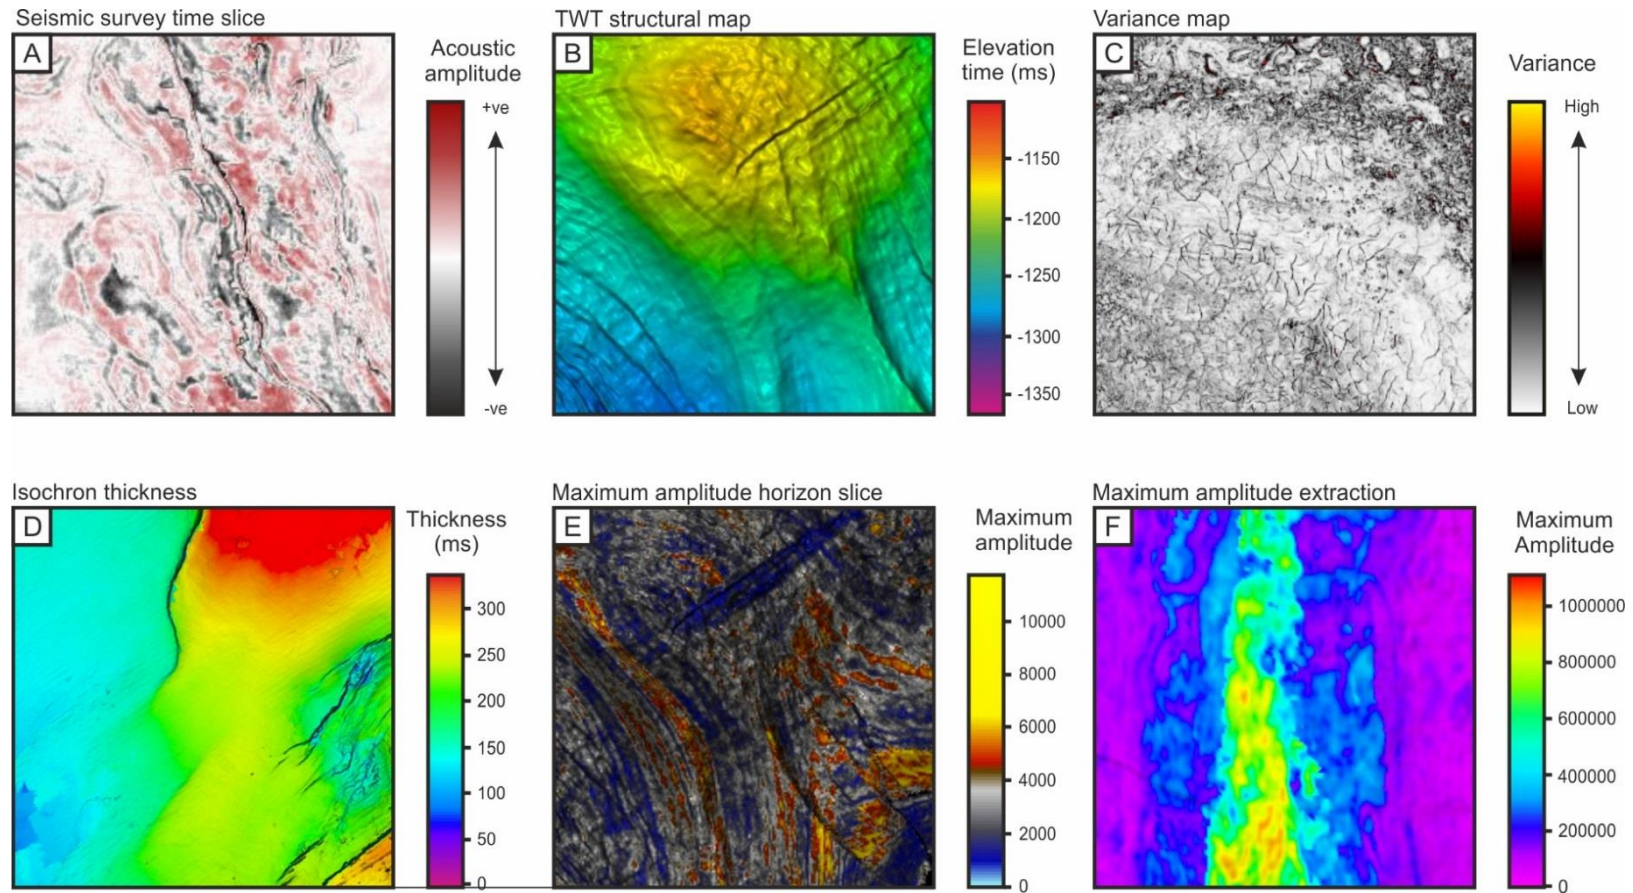 Seismic survey time slice
A
Acoustic
amplitude
+ve
-ve
TWT structural map
B
Elevation
time (ms)
-1150
-1200
-1250
-1300
-1350
Variance map
C
Variance
High
Low
Isochron thickness
D
Thickness
(ms)
300
250
200
150
100
50
0
Maximum amplitude horizon slice
E
Maximum
amplitude
10000
8000
6000
4000
2000
0
Maximum amplitude extraction
F
Maximum
Amplitude
1000000
800000
600000
400000
200000
0